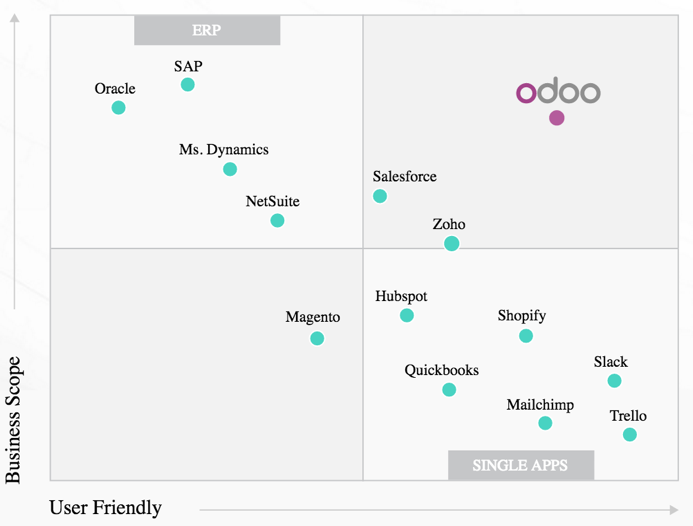 ERP
SAP
Oracle
odoo
Ms. Dynamics
Salesforce
NetSuite
Zoho
Hubspot
Magento
Shopify
Slack
Quickbooks
Mailchimp
Trello
SINGLE APPS
Business Scope
User Friendly